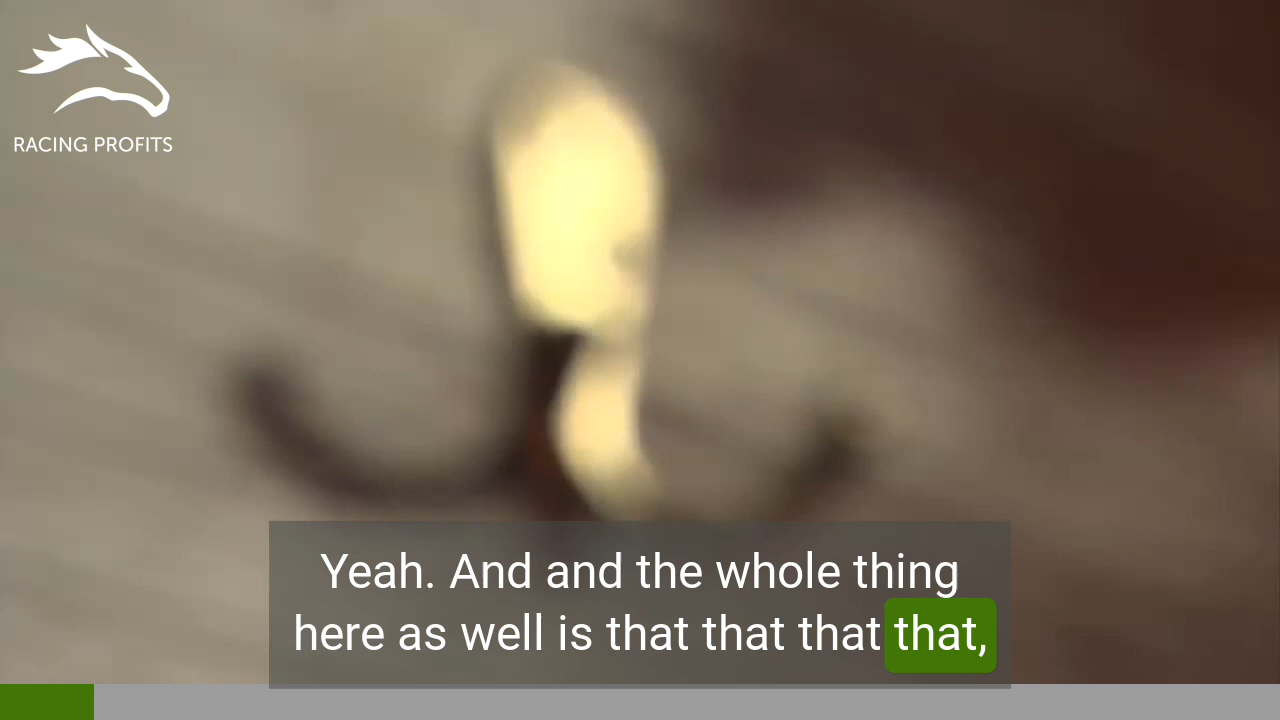 RACING PROFITS
Yeah. And and the whole thing
here as well is that that that that,